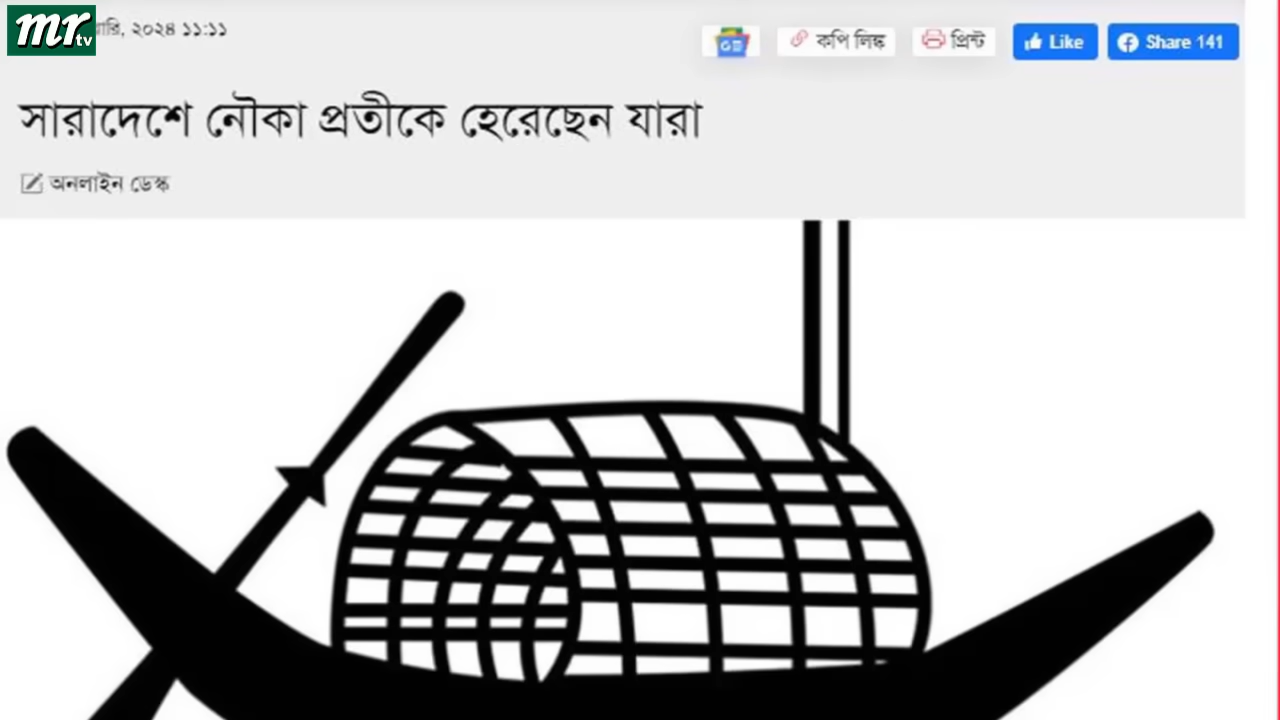 mr tv
২০২৪ ১১:১১
কপি লিঙ্ক
প্রিন্ট
Like
Share 141
সারাদেশে নৌকা প্রতীকে হেরেছেন যারা
অনলাইন ডেস্ক